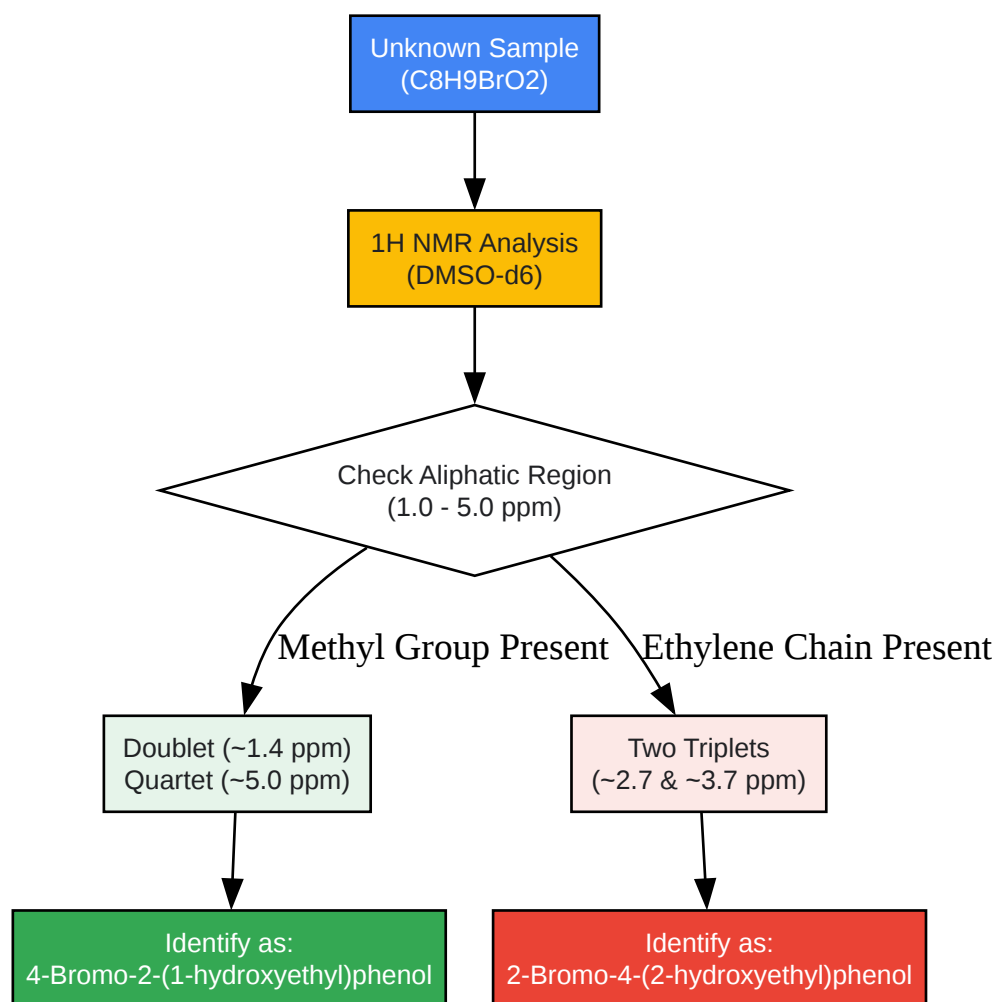 Unknown Sample
(C8H9BrO2)
1H NMR Analysis
(DMSO-d6)
Check Aliphatic Region
(1.0 - 5.0 ppm)
Methyl Group Present
Ethylene Chain Present
Doublet (~1.4 ppm)
Quartet (~5.0 ppm)
Two Triplets
(~2.7 & ~3.7 ppm)
Identify as:
4-Bromo-2-(1-hydroxyethyl)phenol
Identify as:
2-Bromo-4-(2-hydroxyethyl)phenol